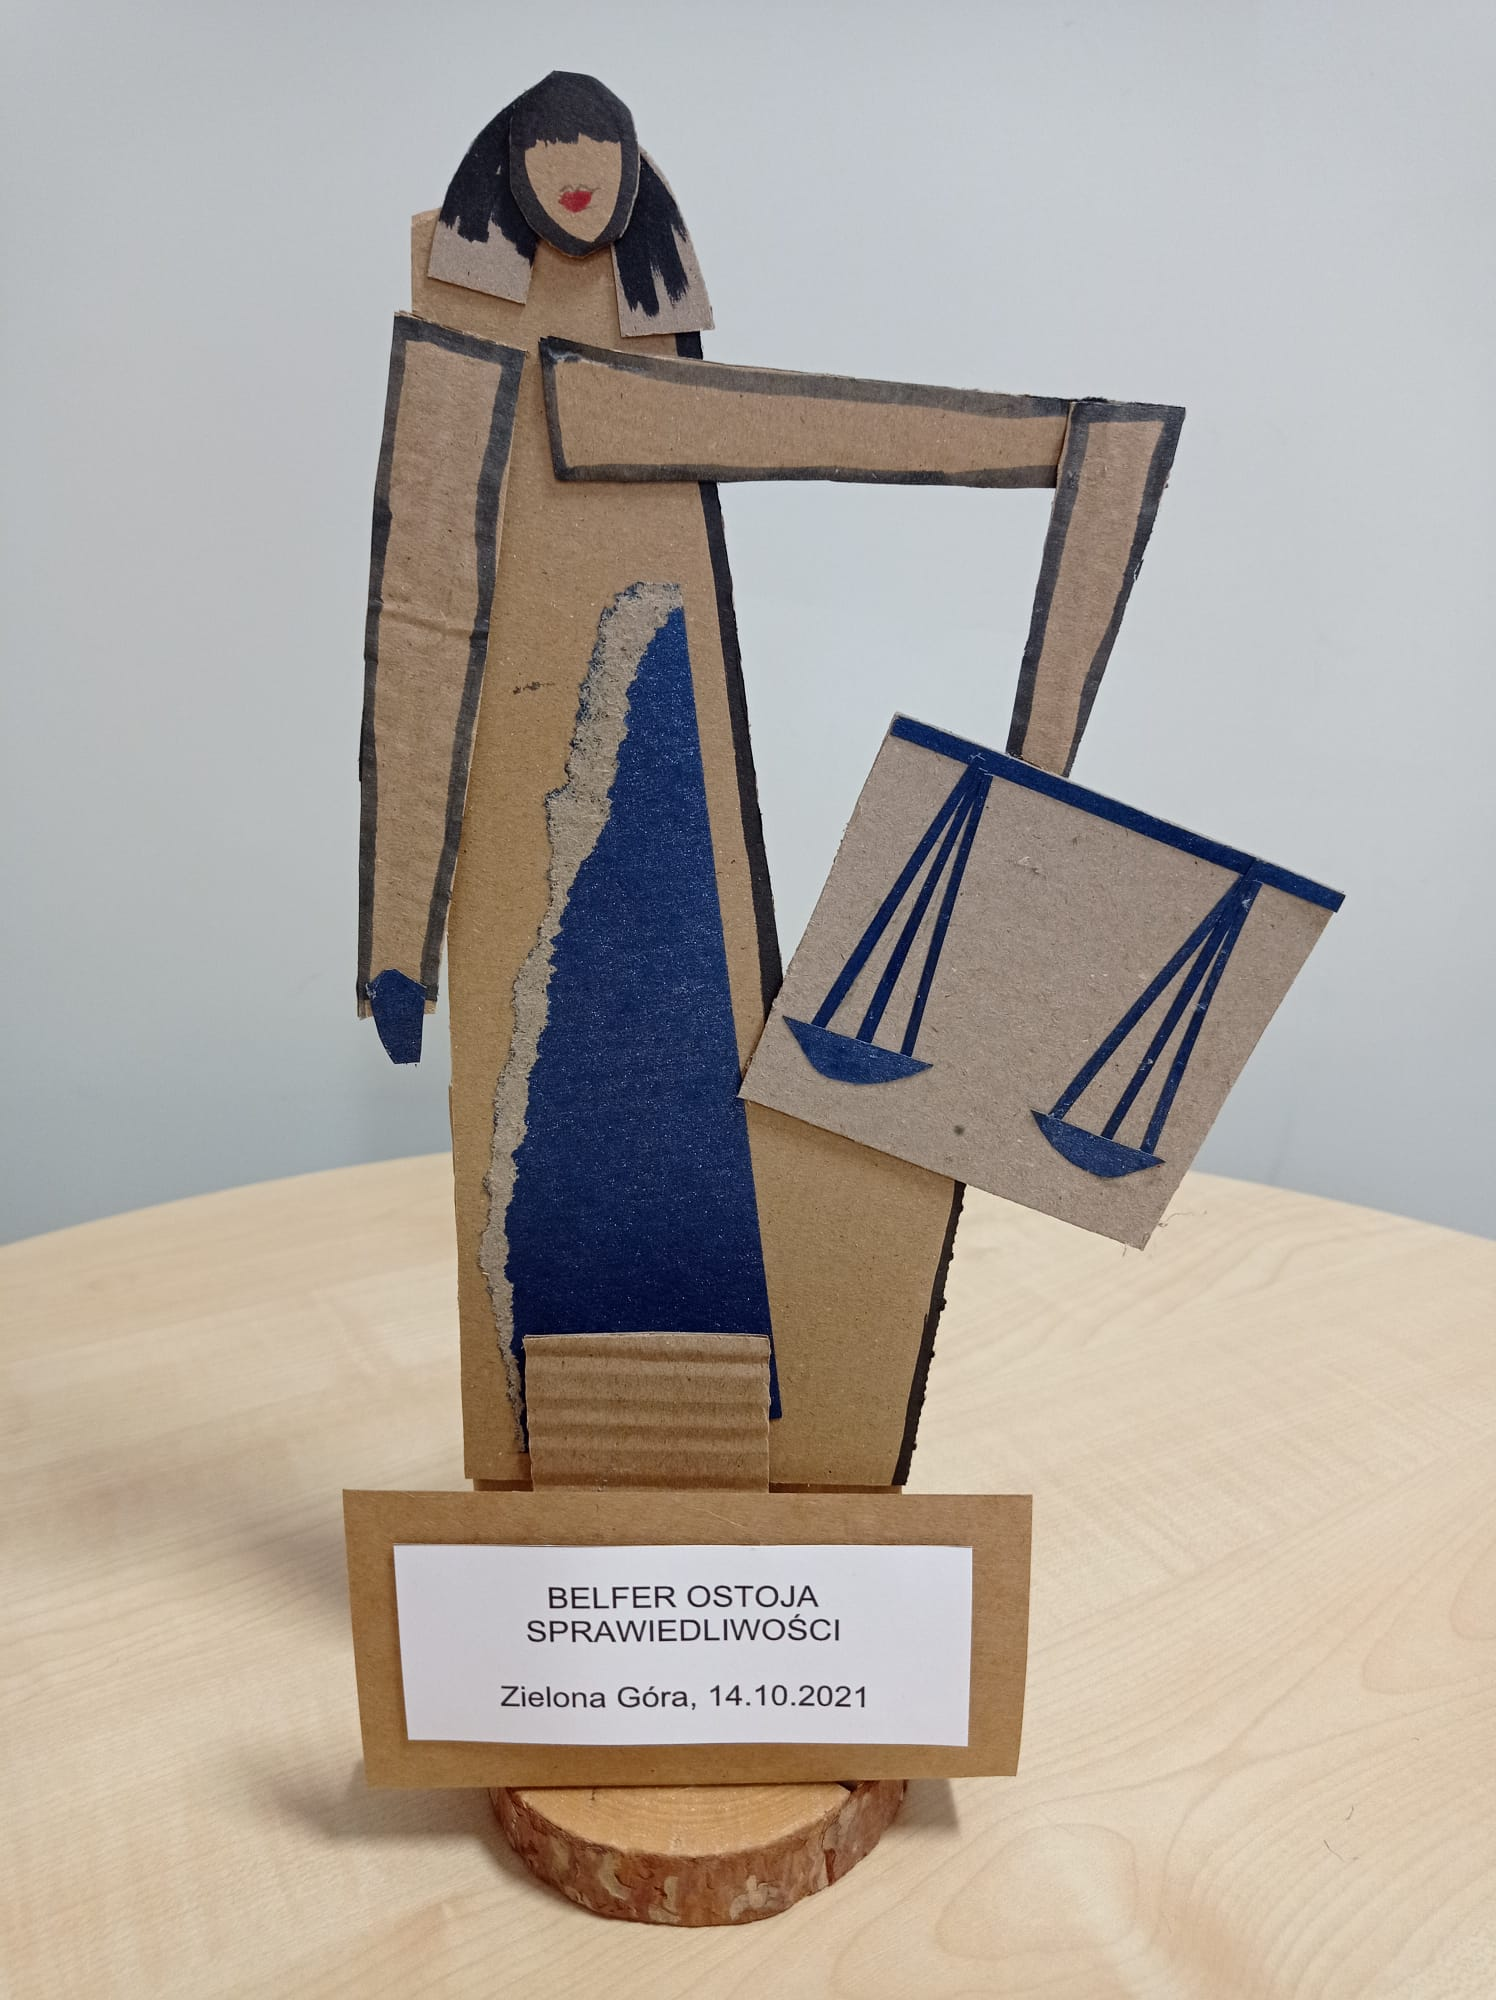 BELFER OSTOJA
SPRAWIEDLIWOŚCI
Zielona Góra, 14.10.2021